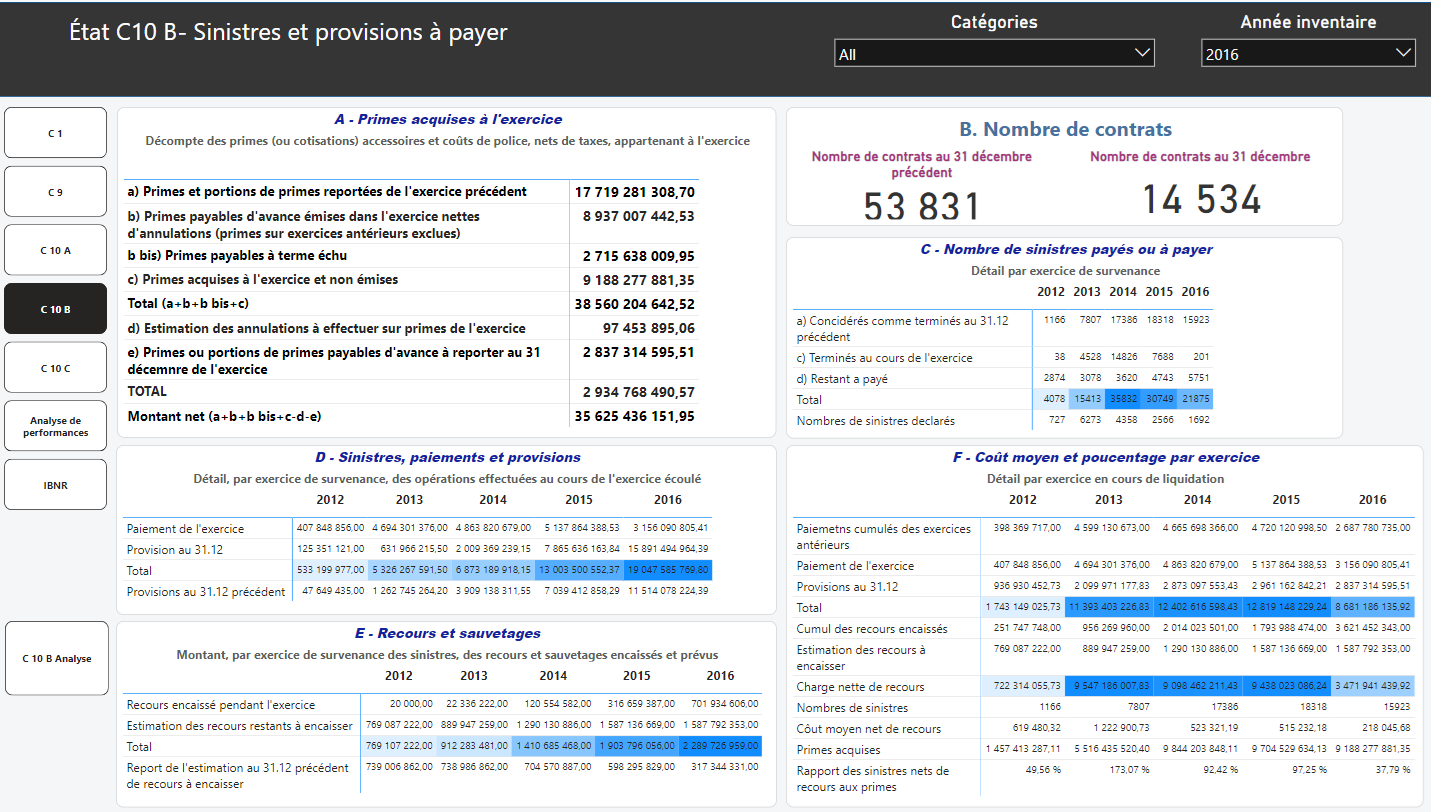 État C10 B- Sinistres et provisions à payer
Catégories
All
Année inventaire
2016
C 1
C 9
C 10 A
C 10 B
C 10 C
Analyse de
performances
IBNR
C 10 B Analyse
A - Primes acquises à l'exercice
Décompte des primes (ou cotisations) accessoires et coûts de police, nets de taxes, appartenant à l'exercice
a) Primes et portions de primes reportées de l'exercice précédent 17 719 281 308,70
b) Primes payables d'avance émises dans l'exercice nettes 8 937 007 442,53
d'annulations (primes sur exercices antérieurs exclues)
b bis) Primes payables à terme échu 2 715 638 009,95
c) Primes acquises à l'exercice et non émises 9 188 277 881,35
Total (a+b+b bis+c) 38 560 204 642,52
d) Estimation des annulations à effectuer sur primes de l'exercice 97 453 895,06
e) Primes ou portions de primes payables d'avance à reporter au 31 2 837 314 595,51
décemnre de l'exercice
TOTAL 2 934 768 490,57
Montant net (a+b+b bis+c-d-e) 35 625 436 151,95
B. Nombre de contrats
Nombre de contrats au 31 décembre
précédent
53 831
Nombre de contrats au 31 décembre
14 534
C - Nombre de sinistres payés ou à payer
Détail par exercice de survenance
2012 2013 2014 2015 2016
a) Concidérés comme terminés au 31.12 1166 7807 17386 18318 15923
précédent
c) Terminés au cours de l'exercice 38 4528 14826 7688 201
d) Restant a payé 2874 3078 3620 4743 5751
Total 4078 15413 35832 30749 21875
Nombres de sinistres declarés 727 6273 4358 2566 1692
D - Sinistres, paiements et provisions
Détail, par exercice de survenance, des opérations effectuées au cours de l'exercice écoulé
2012 2013 2014 2015 2016
Paiement de l'exercice 407 848 856,00 4 694 301 376,00 4 863 820 679,00 5 137 864 388,53 3 156 090 805,41
Provision au 31.12 125 351 121,00 631 966 215,50 2 009 369 239,15 7 865 636 163,84 15 891 494 964,39
Total 533 199 977,00 5 326 267 591,50 6 873 189 918,15 13 003 500 552,37 19 047 585 769,80
Provisions au 31.12 précédent 47 649 435,00 1 262 745 264,20 3 909 138 311,55 7 039 412 858,29 11 514 078 224,39
E - Recours et sauvetages
Montant, par exercice de survenance des sinistres, des recours et sauvetages encaissés et prévus
2012 2013 2014 2015 2016
Recours encaissé pendant l'exercice 20 000,00 22 336 222,00 120 554 582,00 316 659 387,00 701 934 606,00
Estimation des recours restants à encaisser 769 087 222,00 889 947 259,00 1 290 130 886,00 1 587 136 669,00 1 587 792 353,00
Total 769 107 222,00 912 283 481,00 1 410 685 468,00 1 903 796 056,00 2 289 726 959,00
Report de l'estimation au 31.12 précédent 739 006 862,00 738 986 862,00 704 570 887,00 598 295 829,00 317 344 331,00
de recours à encaisser
F - Coût moyen et poucentage par exercice
Détail par exercice en cours de liquidation
2012 2013 2014 2015 2016
Paiemetns cumulés des exercices 398 369 717,00 4 599 130 673,00 4 665 698 366,00 4 720 120 998,50 2 687 780 735,00
antérieurs
Paiement de l'exercice 407 848 856,00 4 694 301 376,00 4 863 820 679,00 5 137 864 388,53 3 156 090 805,41
Provisions au 31.12 936 930 452,73 2 099 971 177,83 2 873 097 553,43 2 961 162 842,21 2 837 314 595,51
Total 1 743 149 025,73 11 393 403 226,83 12 402 616 598,43 12 819 148 229,24 8 681 186 135,92
Cumul des recours encaissés 251 747 748,00 956 269 960,00 2 014 023 501,00 1 793 988 474,00 3 621 452 343,00
Estimation des recours à 769 087 222,00 889 947 259,00 1 290 130 886,00 1 587 136 669,00 1 587 792 353,00
encaisser
Charge nette de recours 722 314 055,73 9 547 186 007,83 9 098 462 211,43 9 438 023 086,24 3 471 941 439,92
Nombres de sinistres 1166 7807 17386 18318 15923
Côut moyen net de recours 619 480,32 1 222 900,73 523 321,19 515 232,18 218 045,68
Primes acquises 1 457 413 287,11 5 516 435 520,40 9 844 203 848,11 9 704 529 634,13 9 188 277 881,35
Rapport des sinistres nets de 49,56 % 173,07 % 92,42 % 97,25 % 37,79 %
recours aux primes